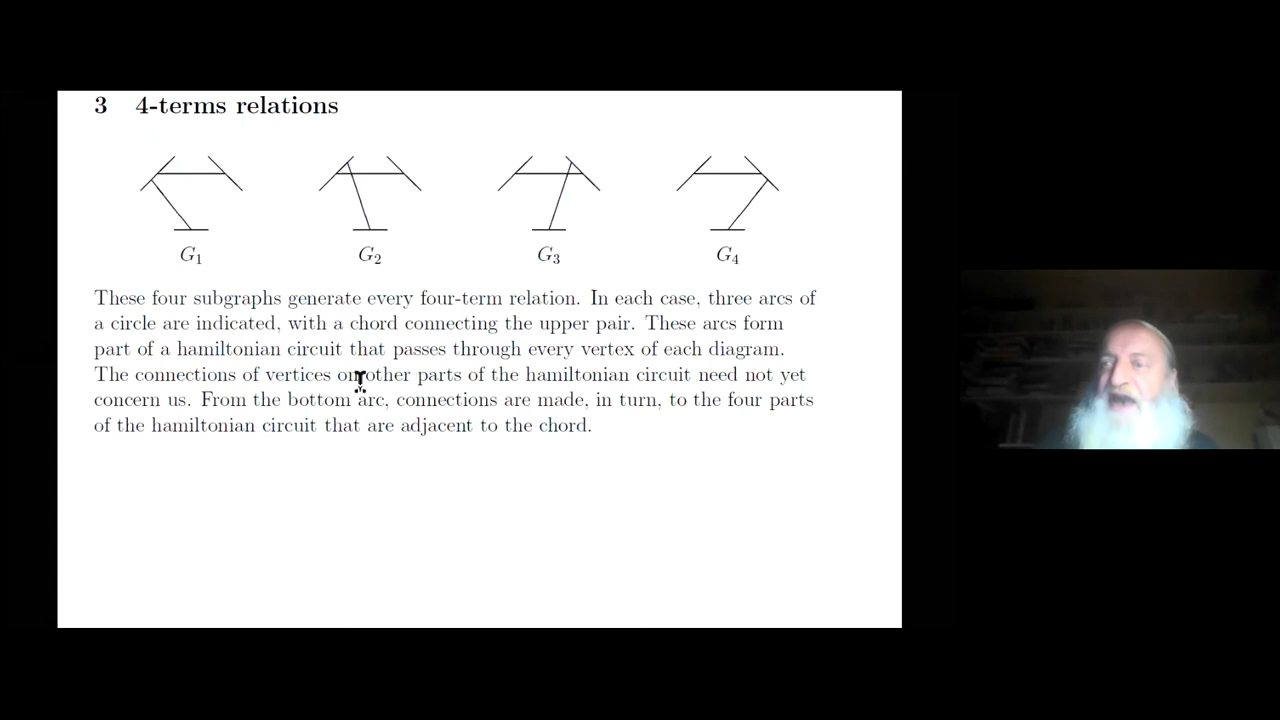 3 4-terms relations
G1 G2 G3 G4
These four subgraphs generate every four-term relation. In each case, three arcs of
a circle are indicated, with a chord connecting the upper pair. These arcs form
part of a hamiltonian circuit that passes through every vertex of each diagram.
The connections of vertices on other parts of the hamiltonian circuit need not yet
concern us. From the bottom arc, connections are made, in turn, to the four parts
of the hamiltonian circuit that are adjacent to the chord.